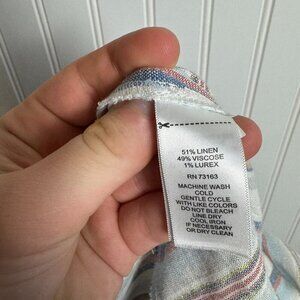 51% LINEN
49% VISCOSE
1% LUREX
RN 73163
MACHINE WASH
COLD
GENTLE CYCLE
WITH LIKE COLORS
DO NOT BLEACH
LINE DRY
COOL IRON
IF NECESSARY
OR DRY CLEAN